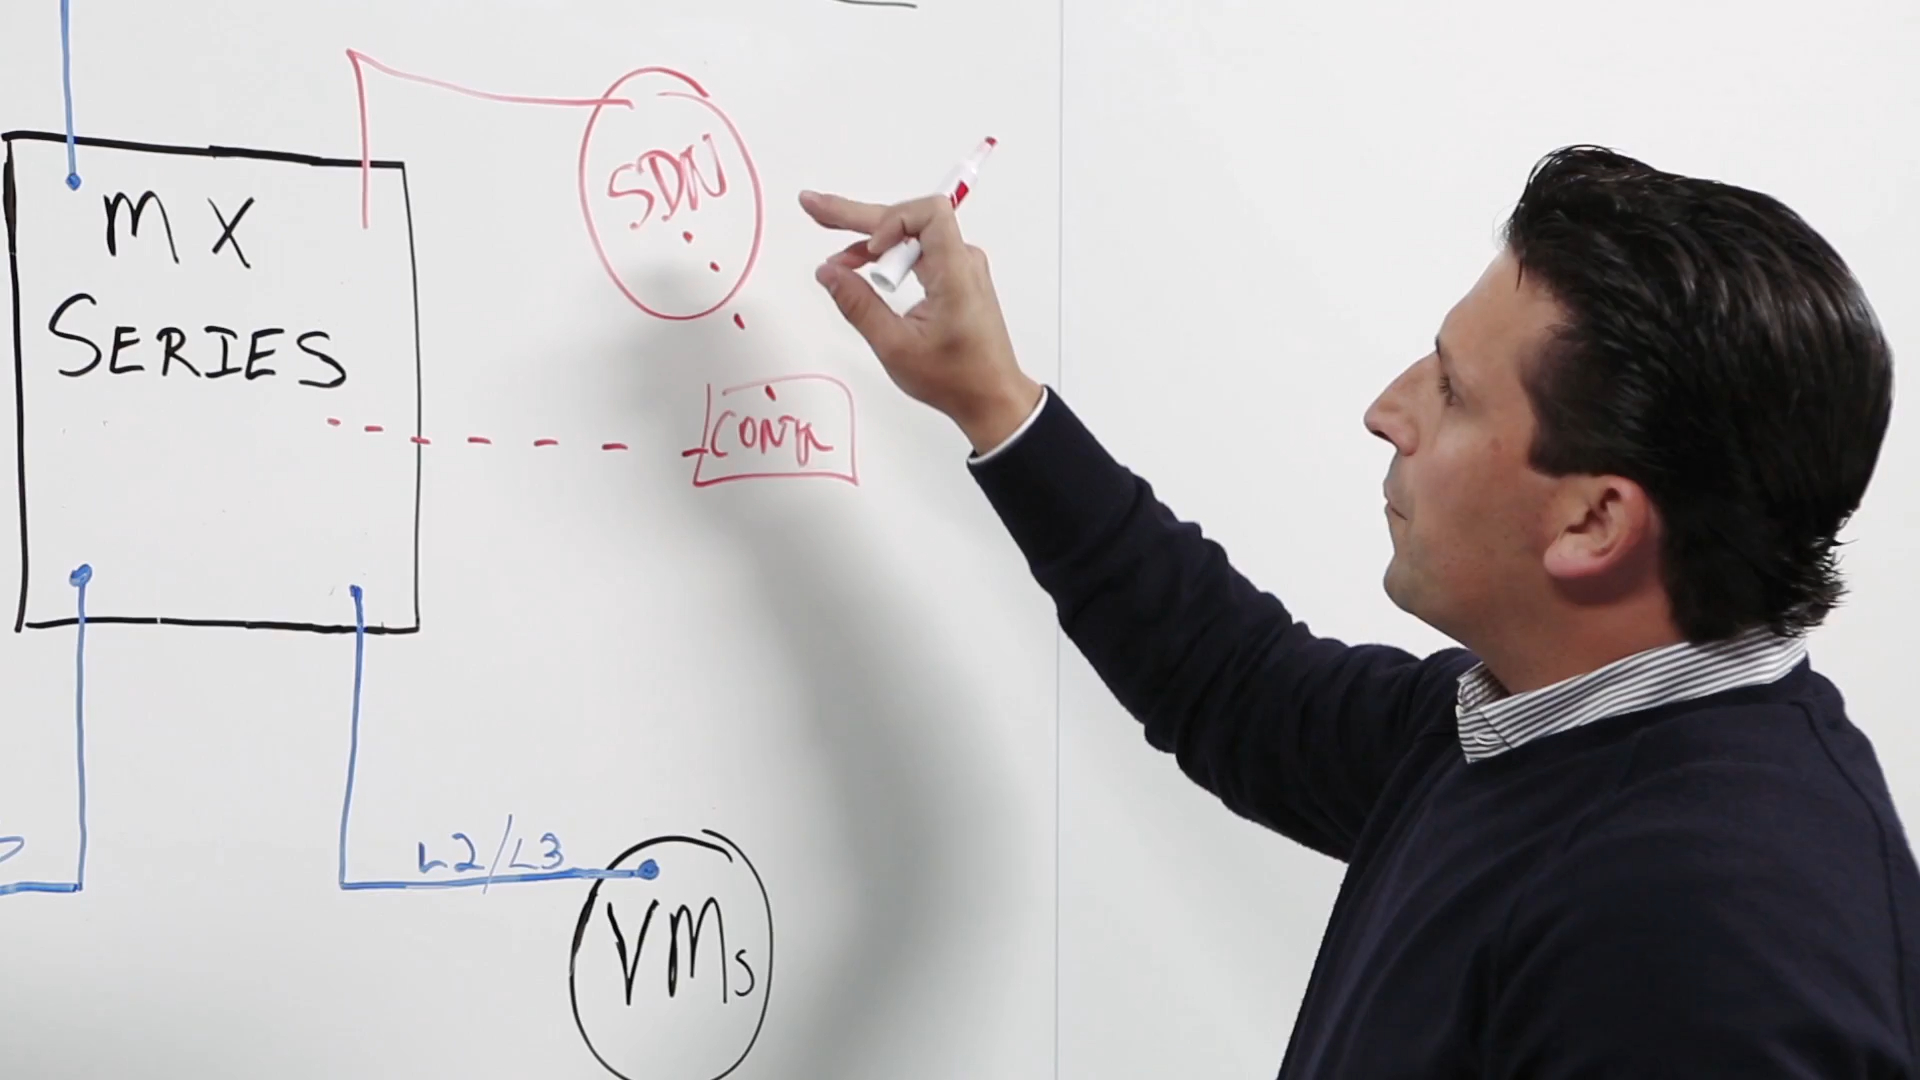 MX
SERIES
SDN
CONTR
L2/L3
VMs